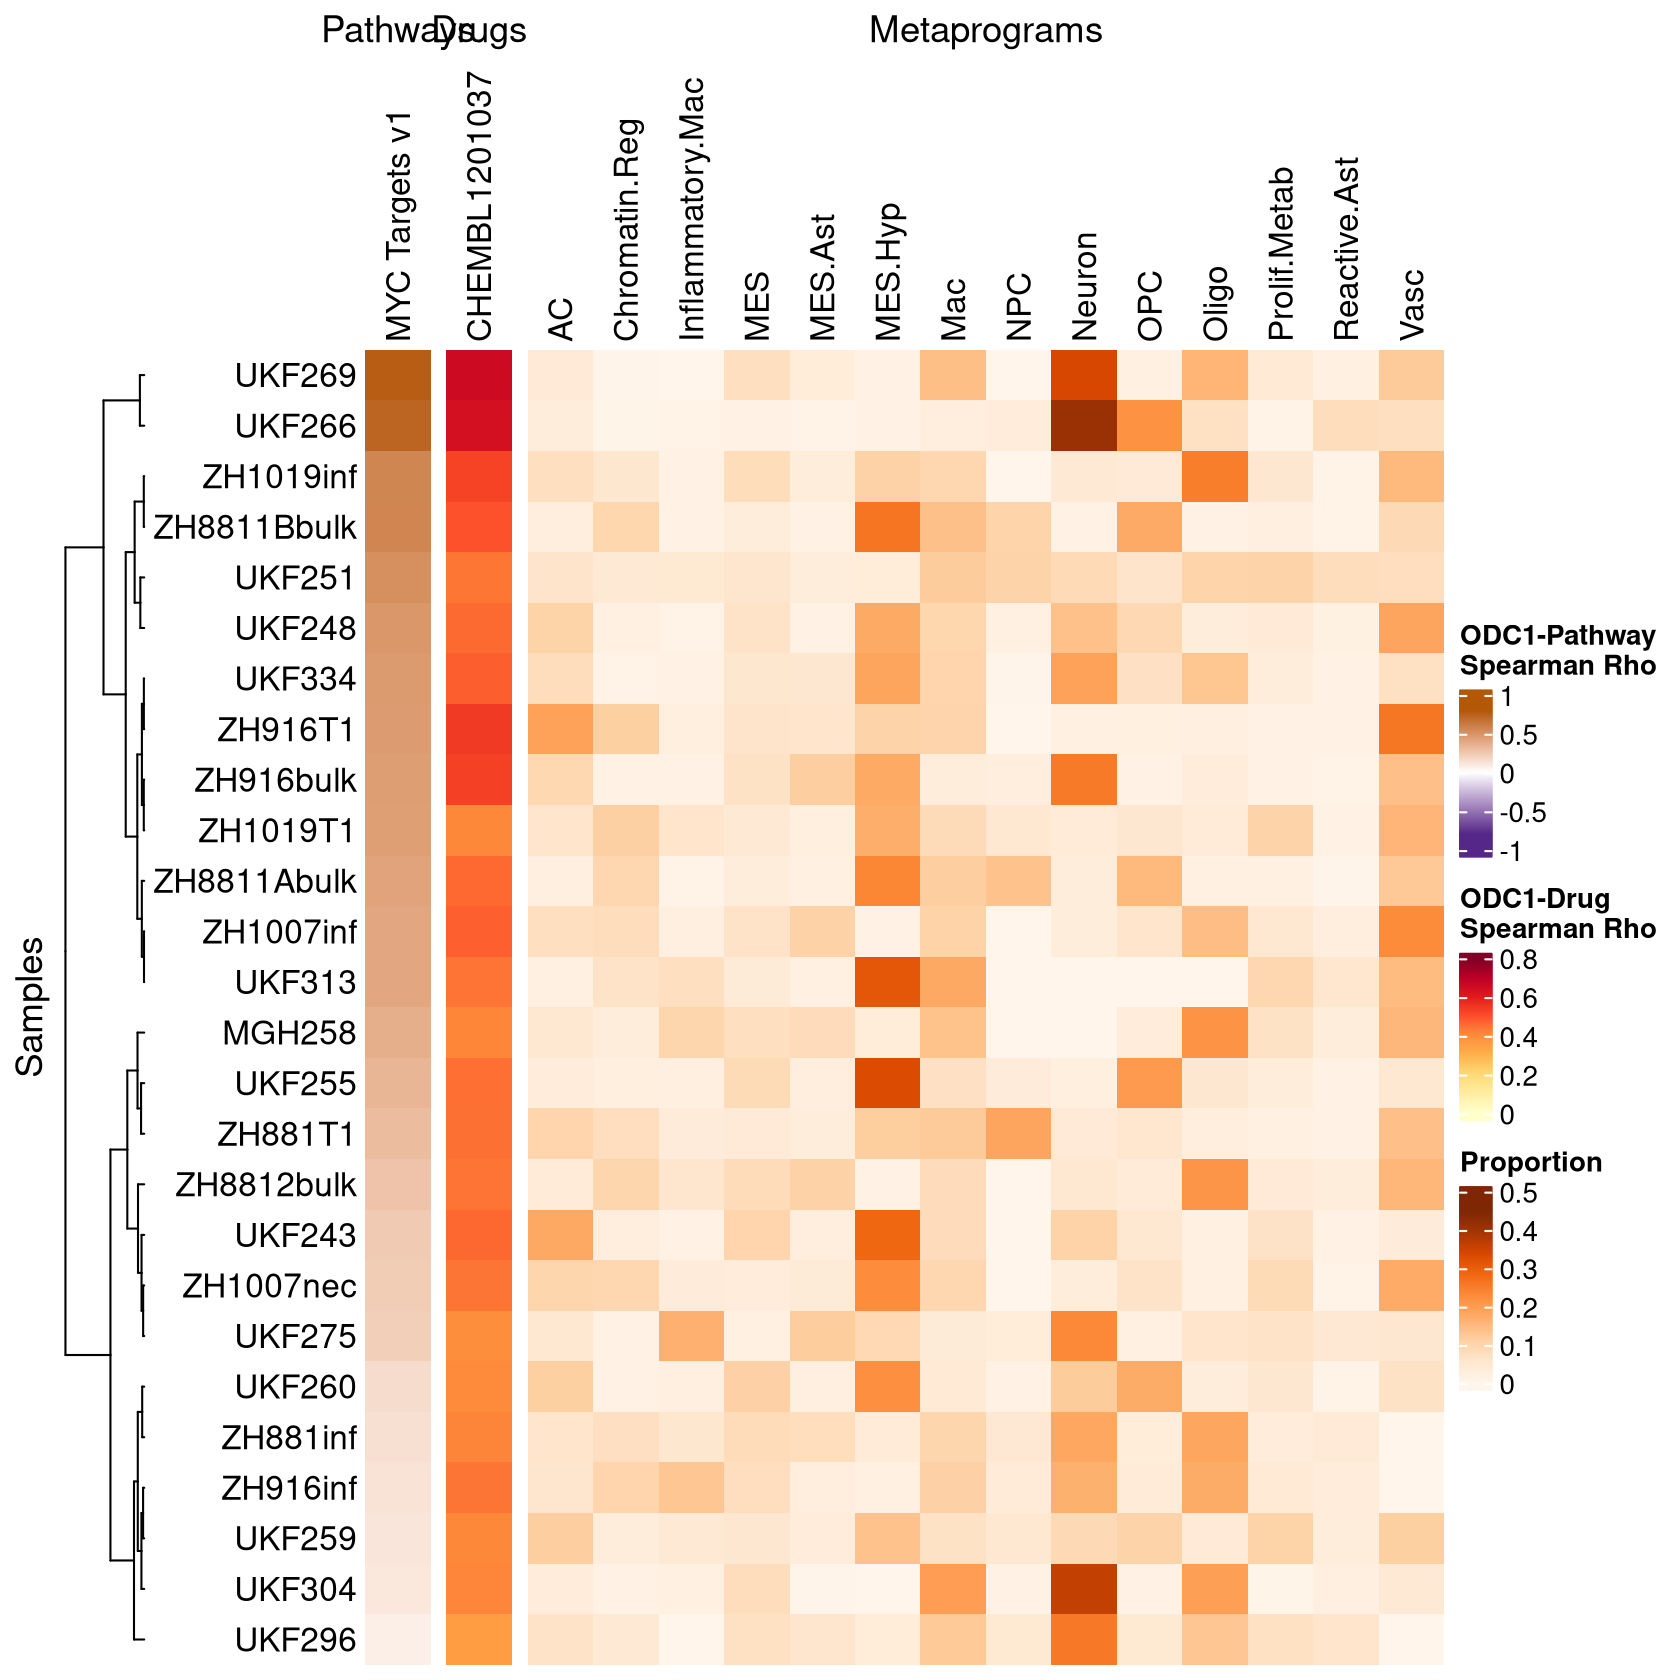 Pathways
Drugs
Metaprograms
MYC Targets v1
CHEMBL1201037
AC
Chromatin.Reg
Inflammatory.Mac
MES
MES.Ast
MES.Hyp
Mac
NPC
Neuron
OPC
Oligo
Prolif.Metab
Reactive.Ast
Vasc
Samples
UKF269
UKF266
ZH1019inf
ZH8811Bbulk
UKF251
UKF248
UKF334
ZH916T1
ZH916bulk
ZH1019T1
ZH8811Abulk
ZH1007inf
UKF313
MGH258
UKF255
ZH881T1
ZH8812bulk
UKF243
ZH1007nec
UKF275
UKF260
ZH881inf
ZH916inf
UKF259
UKF304
UKF296
ODC1-Pathway
Spearman Rho
1
0.5
0
-0.5
-1
ODC1-Drug
Spearman Rho
0.8
0.6
0.4
0.2
0
Proportion
0.5
0.4
0.3
0.2
0.1
0